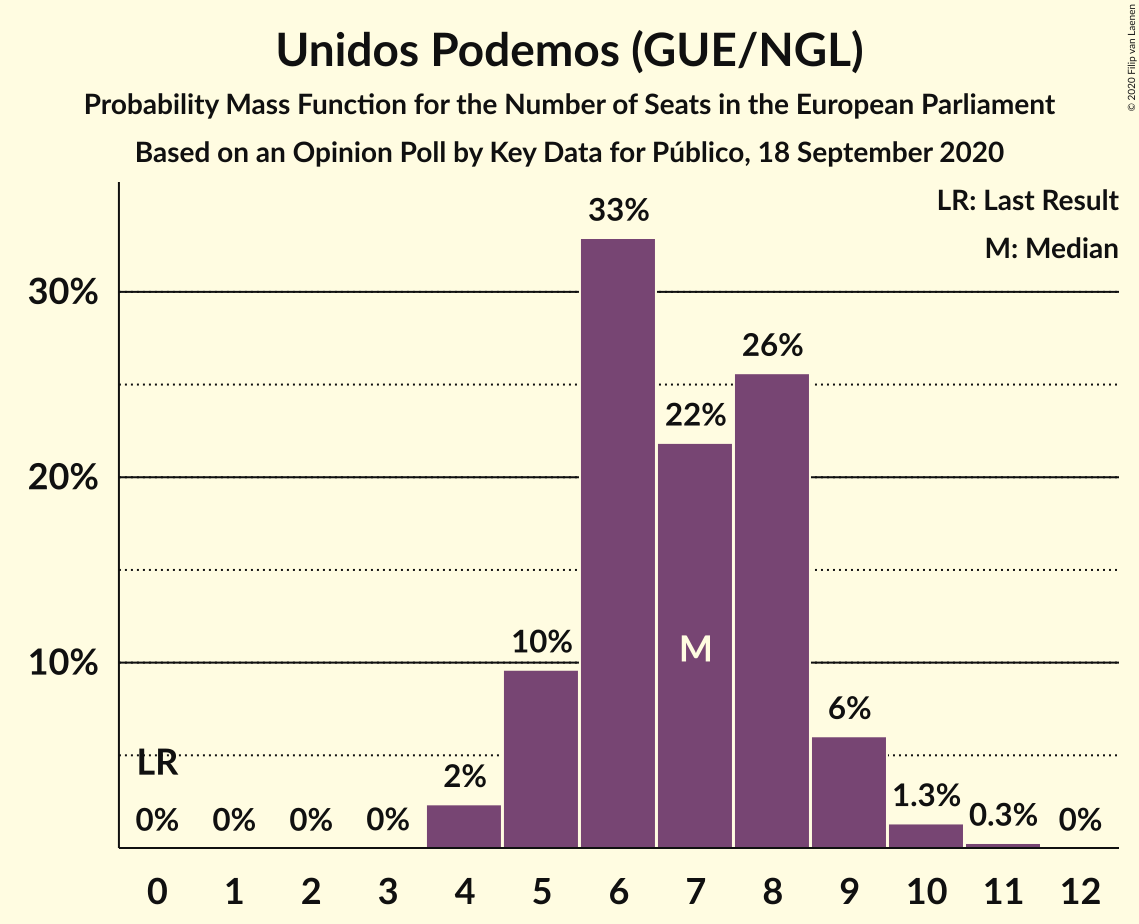 Unidos Podemos (GUE/NGL)
Probability Mass Function for the Number of Seats in the European Parliament
Based on an Opinion Poll by Key Data for Público, 18 September 2020
© 2020 Filip van Laenen
LR: Last Result
M: Median
30%
20%
10%
LR
0%
0%
0%
0%
2%
10%
33%
22%
M
26%
6%
1.3%
0.3%
0%
0 1 2 3 4 5 6 7 8 9 10 11 12